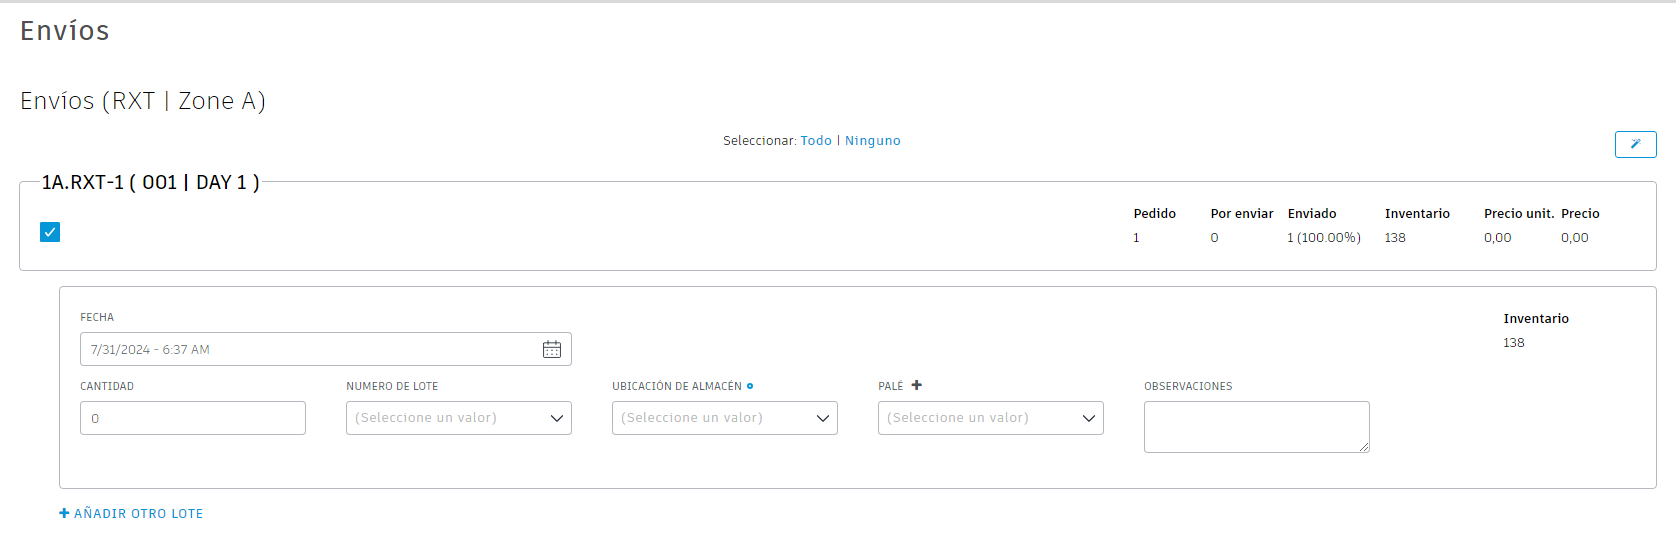 Envíos
Envíos (RXT | Zone A)
Seleccionar: Todo | Ninguno
1A.RXT-1 ( 001 | DAY 1 )
Pedido Por enviar Enviado Inventario Precio unit. Precio
1 0 1 (100.00%) 138 0,00 0,00
FECHA
Inventario
7/31/2024 - 6:37 AM
138
CANTIDAD NUMERO DE LOTE UBICACIÓN DE ALMACÉN PALÉ OBSERVACIONES
0 (Seleccione un valor) (Seleccione un valor) (Seleccione un valor)
+ AÑADIR OTRO LOTE